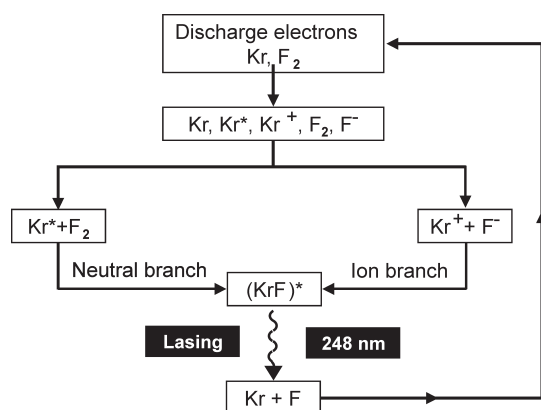 Discharge electrons
Kr, F₂
Kr, Kr*, Kr⁺, F₂, F⁻
Kr*+F₂
Kr⁺+ F⁻
Neutral branch
Ion branch
(KrF)*
Lasing
248 nm
Kr + F